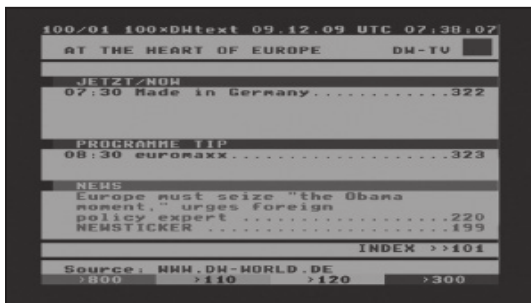 100/01 100×DWtext 09.12.09 UTC 07:38:07
AT THE HEART OF EUROPE DW-TV
JETZT/NOW
07:30 Made in Germany............322
PROGRAMME TIP
08:30 euromaxx...................323
NEWS
Europe must seize "the Obama
moment," urges foreign
policy expert ...................220
NEWSTICKER ......................199
INDEX >>101
Source: WWW.DW-WORLD.DE
>800 >110 >120 >300